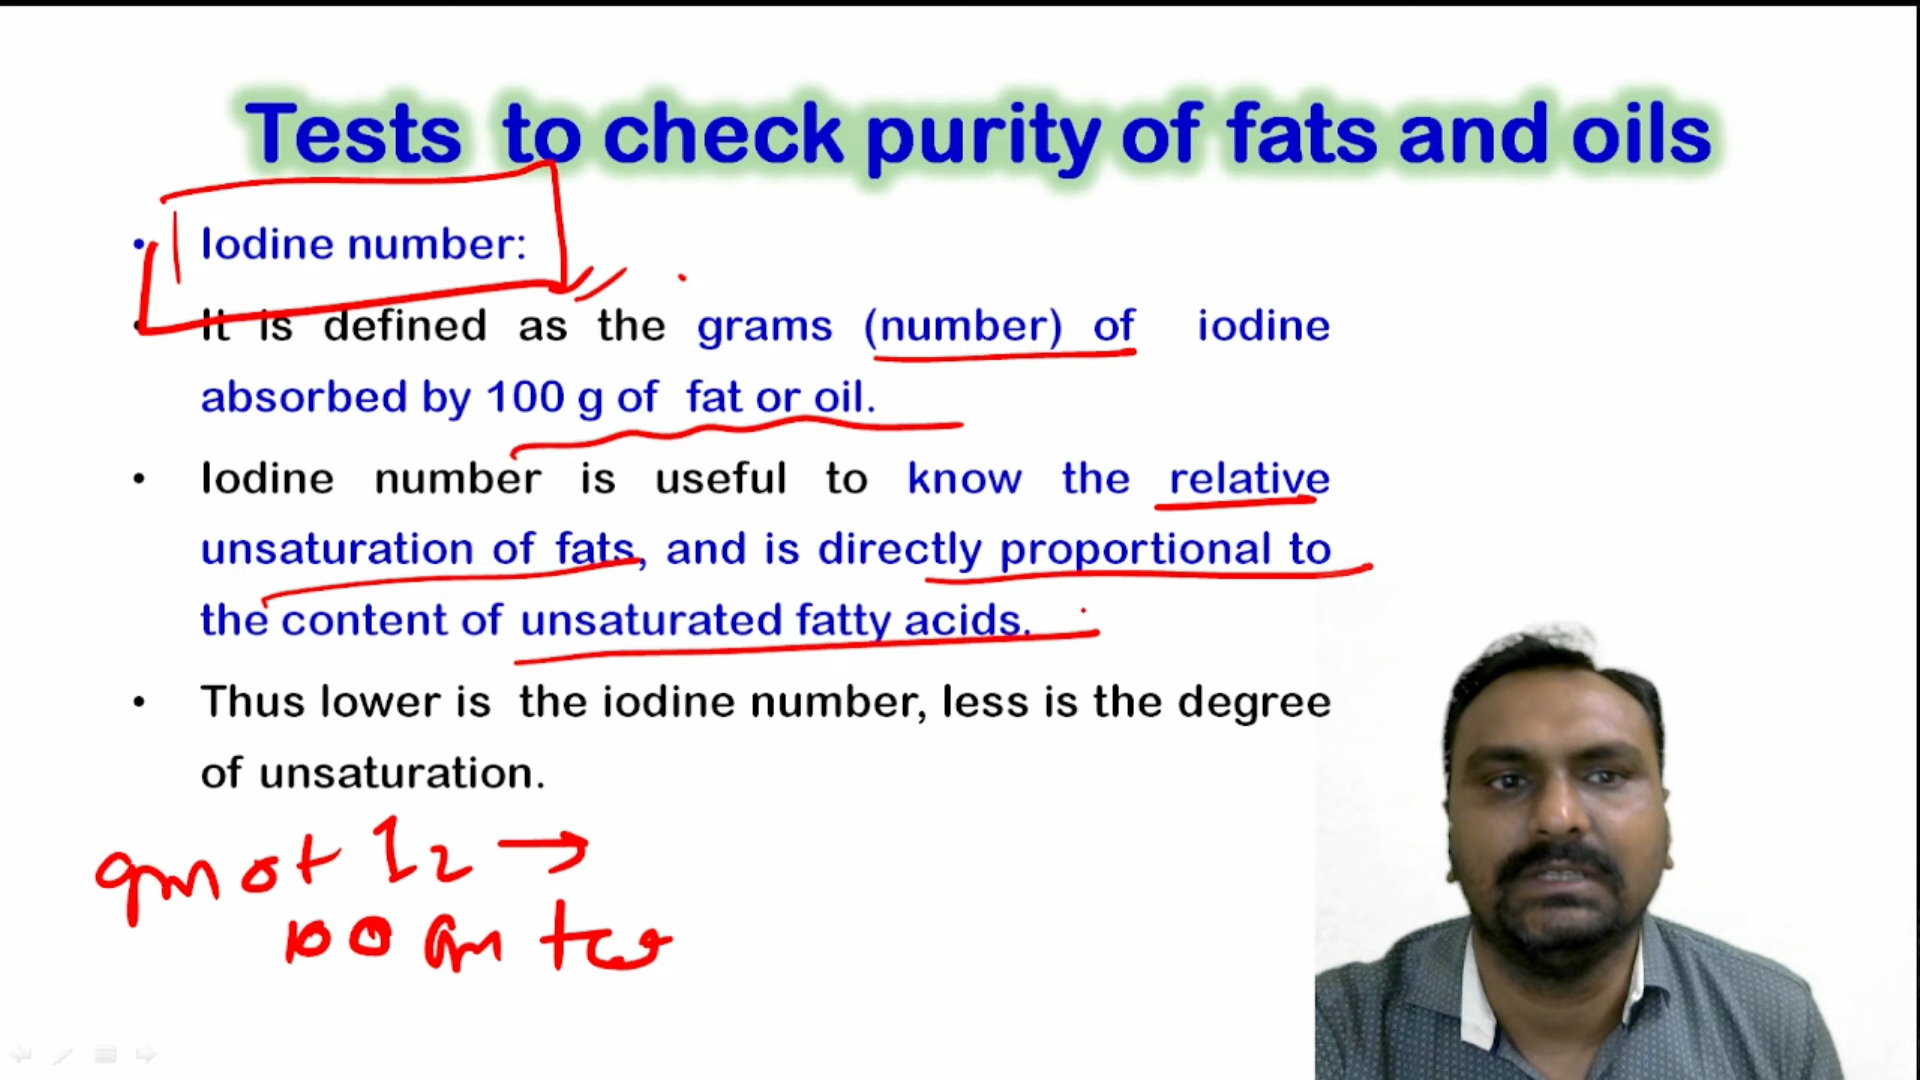 Tests to check purity of fats and oils
• Iodine number:
• It is defined as the grams (number) of iodine
absorbed by 100 g of fat or oil.
• Iodine number is useful to know the relative
unsaturation of fats, and is directly proportional to
the content of unsaturated fatty acids.
• Thus lower is the iodine number, less is the degree
of unsaturation.
gm of I2 →
100 gm